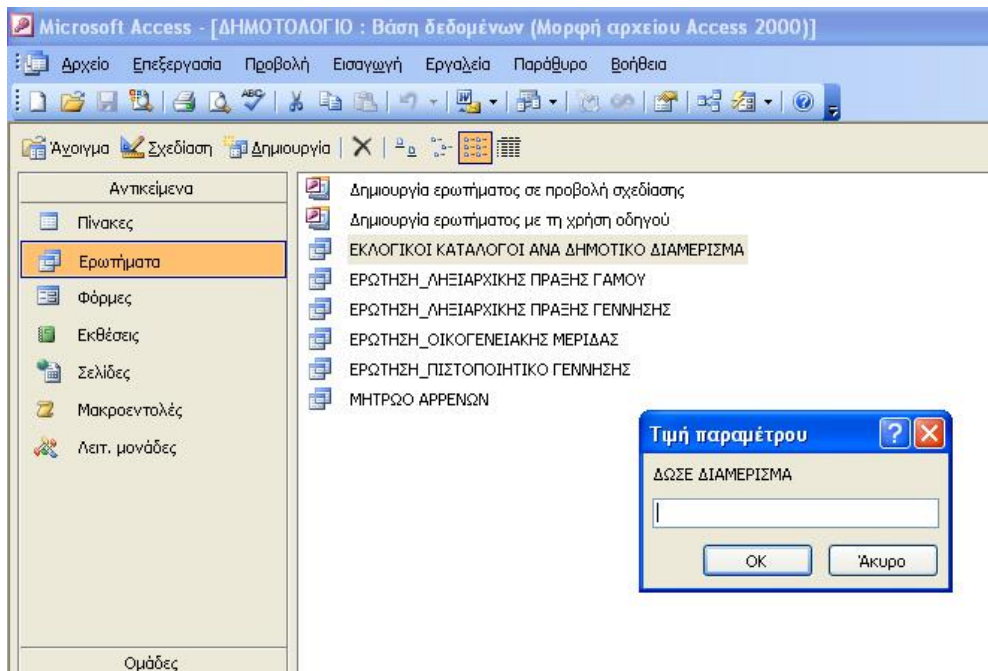 Microsoft Access - [ΔΗΜΟΤΟΛΟΓΙΟ : Βάση δεδομένων (Μορφή αρχείου Access 2000)]
Αρχείο Επεξεργασία Προβολή Εισαγωγή Εργαλεία Παράθυρο Βοήθεια
Άνοιγμα Σχεδίαση Δημιουργία
Αντικείμενα
Πίνακες
Ερωτήματα
Φόρμες
Εκθέσεις
Σελίδες
Μακροεντολές
Λειτ. μονάδες
Ομάδες
Δημιουργία ερωτήματος σε προβολή σχεδίασης
Δημιουργία ερωτήματος με τη χρήση οδηγού
ΕΚΛΟΓΙΚΟΙ ΚΑΤΑΛΟΓΟΙ ΑΝΑ ΔΗΜΟΤΙΚΟ ΔΙΑΜΕΡΙΣΜΑ
ΕΡΩΤΗΣΗ_ΛΗΞΙΑΡΧΙΚΗΣ ΠΡΑΞΗΣ ΓΑΜΟΥ
ΕΡΩΤΗΣΗ_ΛΗΞΙΑΡΧΙΚΗΣ ΠΡΑΞΗΣ ΓΕΝΝΗΣΗΣ
ΕΡΩΤΗΣΗ_ΟΙΚΟΓΕΝΕΙΑΚΗΣ ΜΕΡΙΔΑΣ
ΕΡΩΤΗΣΗ_ΠΙΣΤΟΠΟΙΗΤΙΚΟ ΓΕΝΝΗΣΗΣ
ΜΗΤΡΩΟ ΑΡΡΕΝΩΝ
Τιμή παραμέτρου
ΔΩΣΕ ΔΙΑΜΕΡΙΣΜΑ
OK Άκυρο